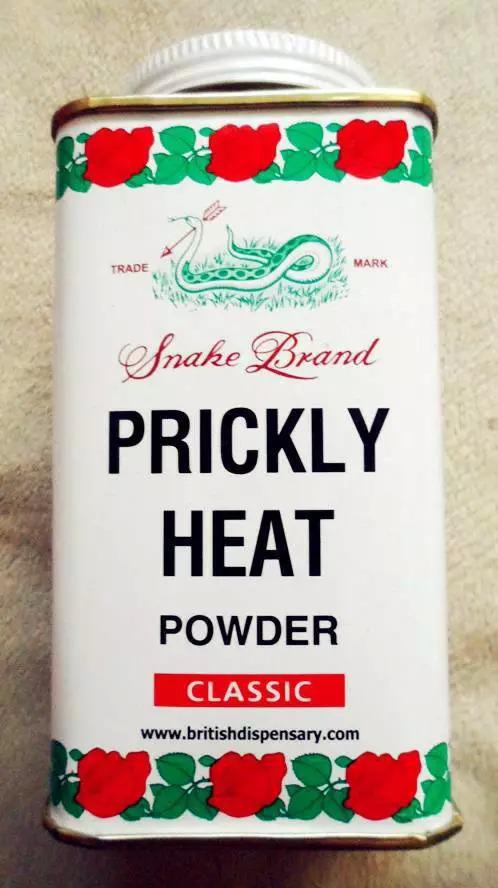 TRADE MARK
Snake Brand
PRICKLY
HEAT
POWDER
CLASSIC
www.britishdispensary.com